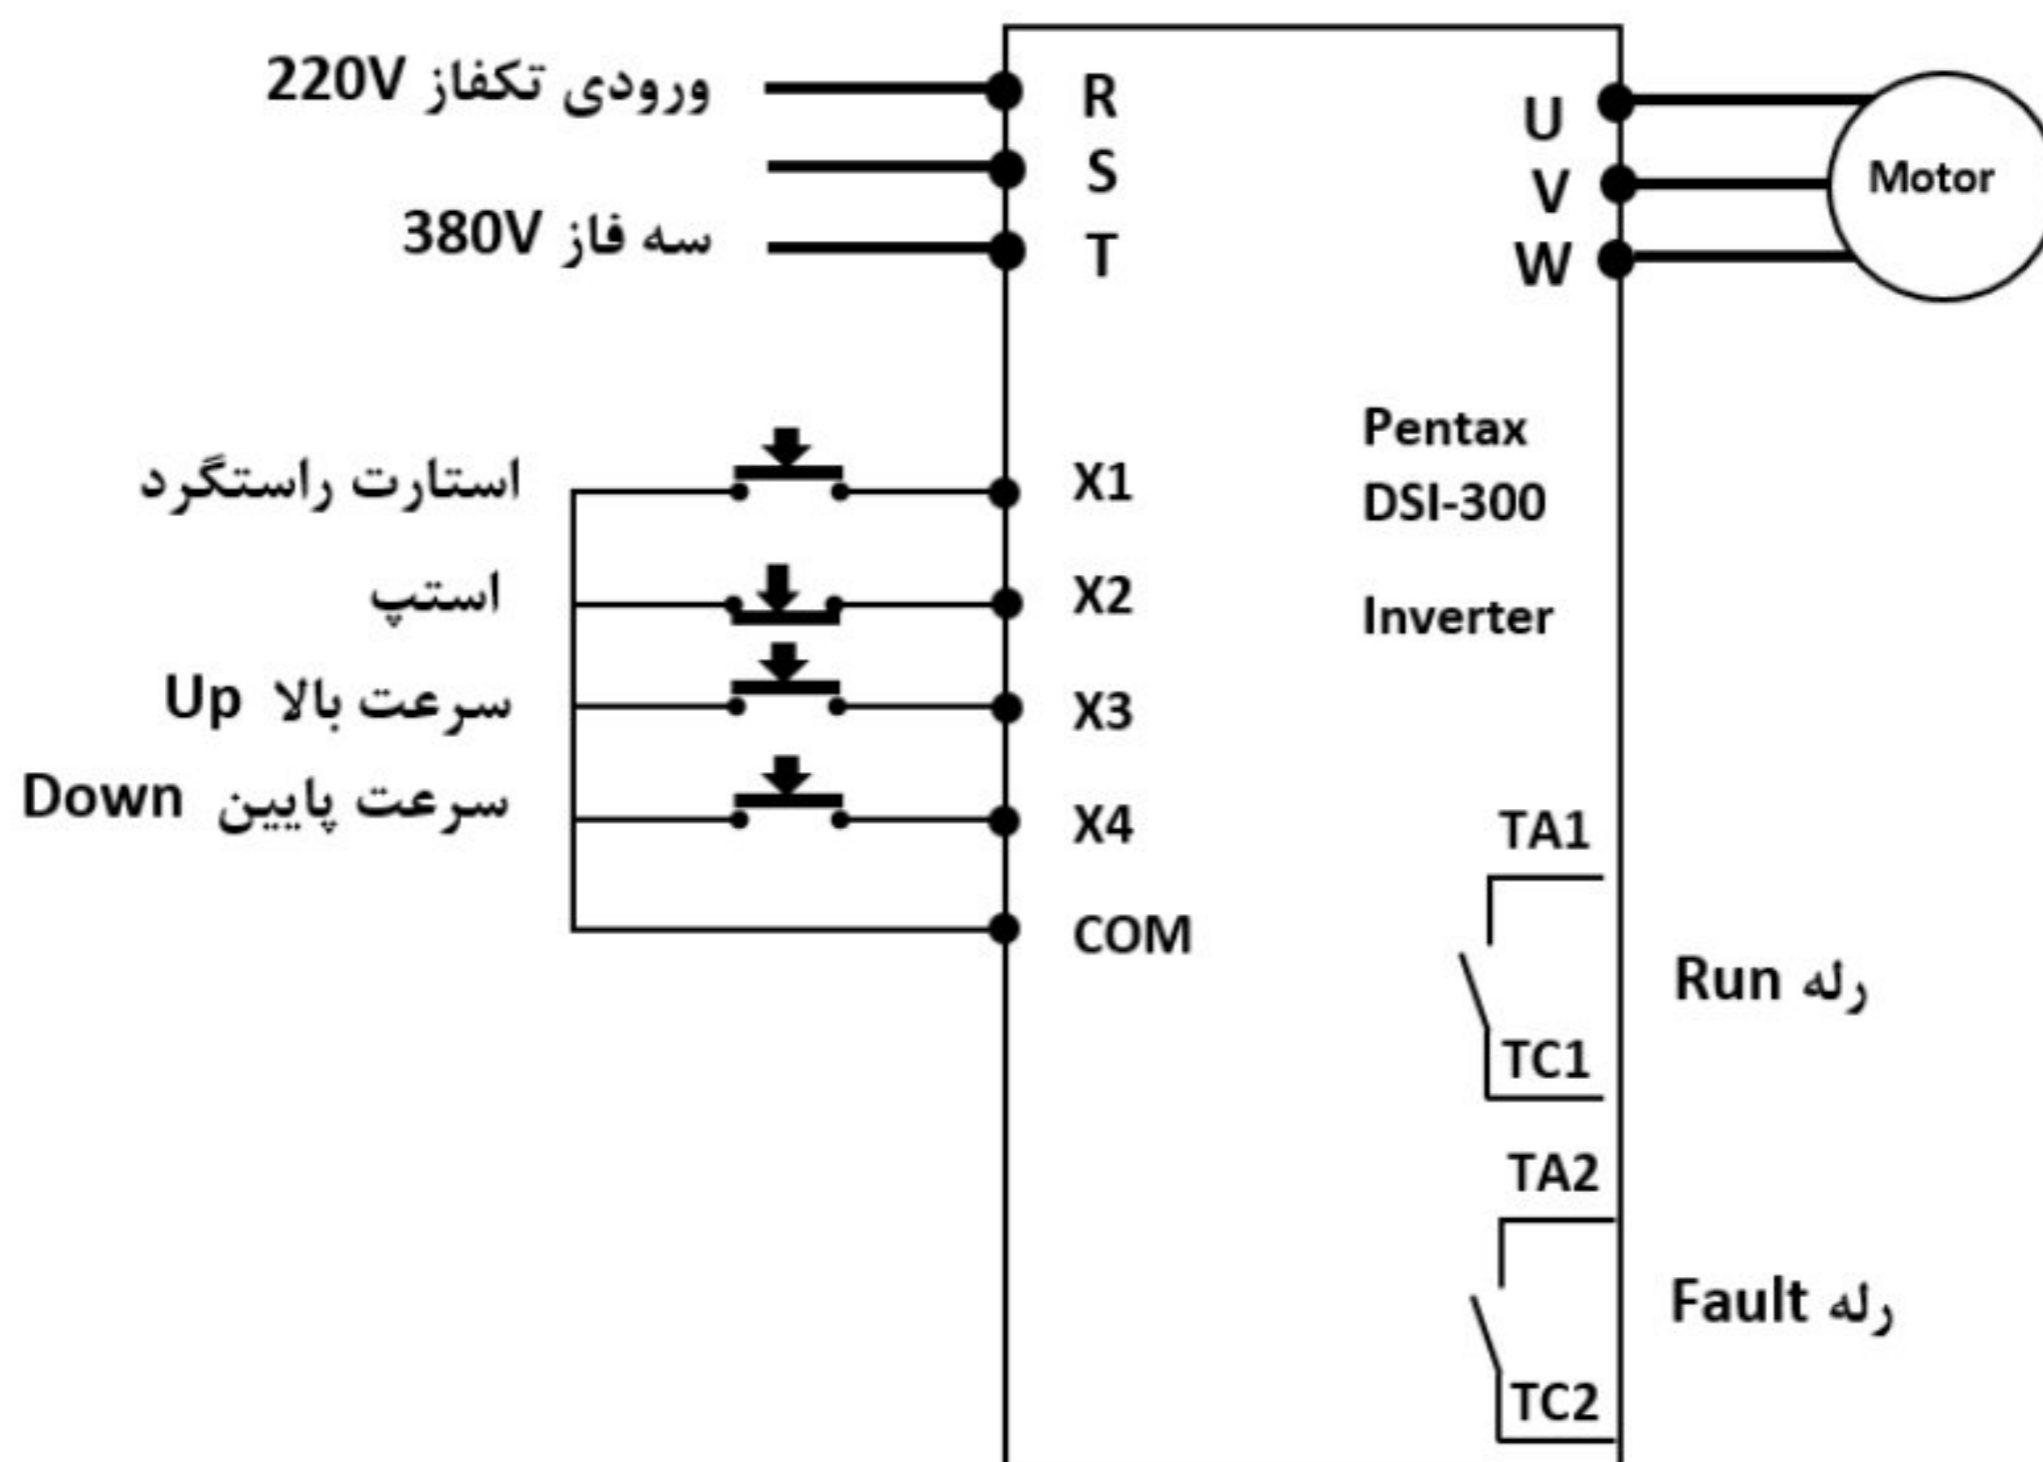 ورودی تکفاز 220V
سه فاز 380V
R
S
T
U
V
W
Motor
استارت راستگرد
استپ
سرعت بالا Up
سرعت پایین Down
X1
X2
X3
X4
COM
Pentax
DSI-300
Inverter
TA1
TC1
رله Run
TA2
TC2
رله Fault